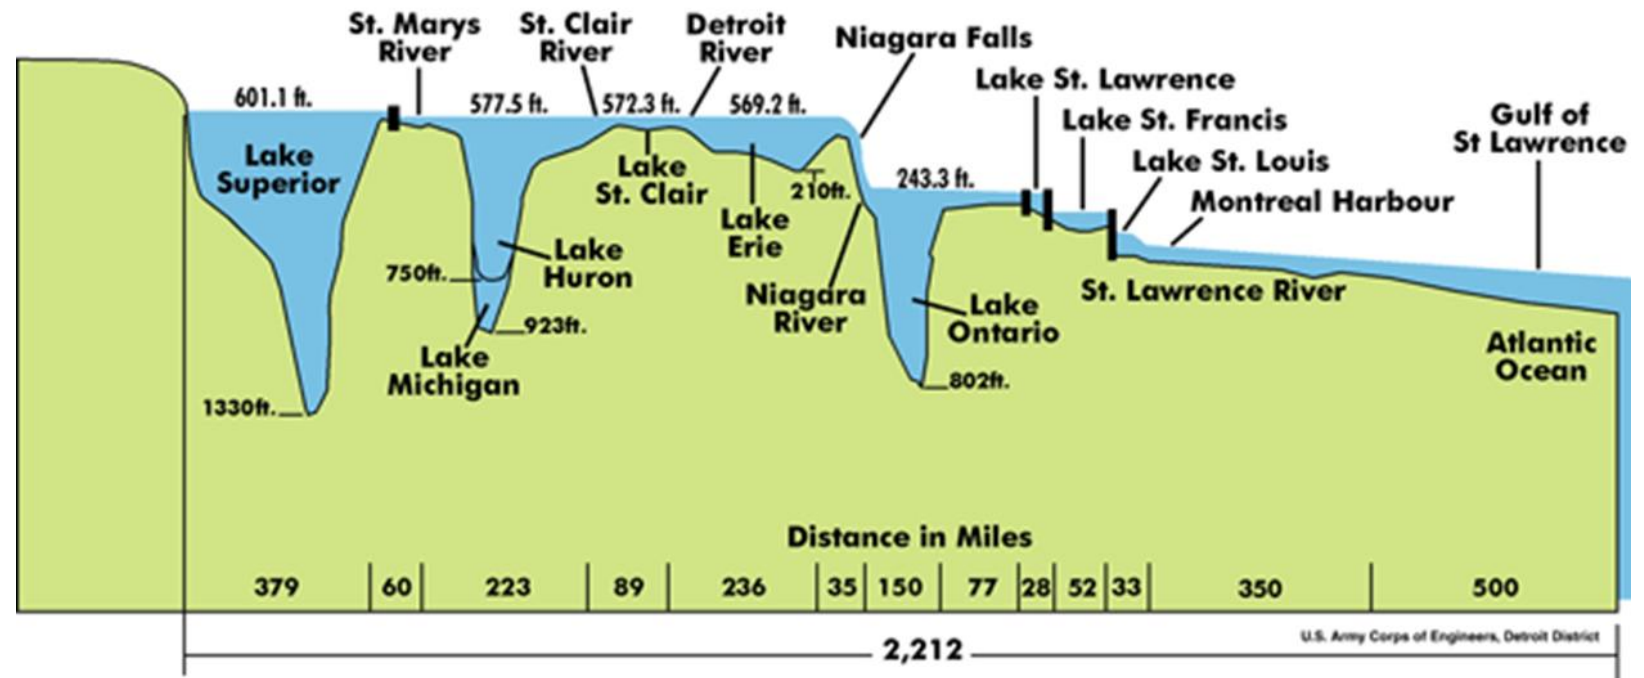 St. Marys
River
St. Clair
River
Detroit
River
Niagara Falls
Lake St. Lawrence
Lake St. Francis
Lake St. Louis
Montreal Harbour
Gulf of
St Lawrence
601.1 ft.
577.5 ft.
572.3 ft.
569.2 ft.
243.3 ft.
Lake
Superior
Lake
St. Clair
210ft.
Lake
Erie
Lake
Huron
750ft.
923ft.
Lake
Michigan
1330ft.
Niagara
River
Lake
Ontario
802ft.
St. Lawrence River
Atlantic
Ocean
Distance in Miles
379 60 223 89 236 35 150 77 28 52 33 350 500
U.S. Army Corps of Engineers, Detroit District
2,212